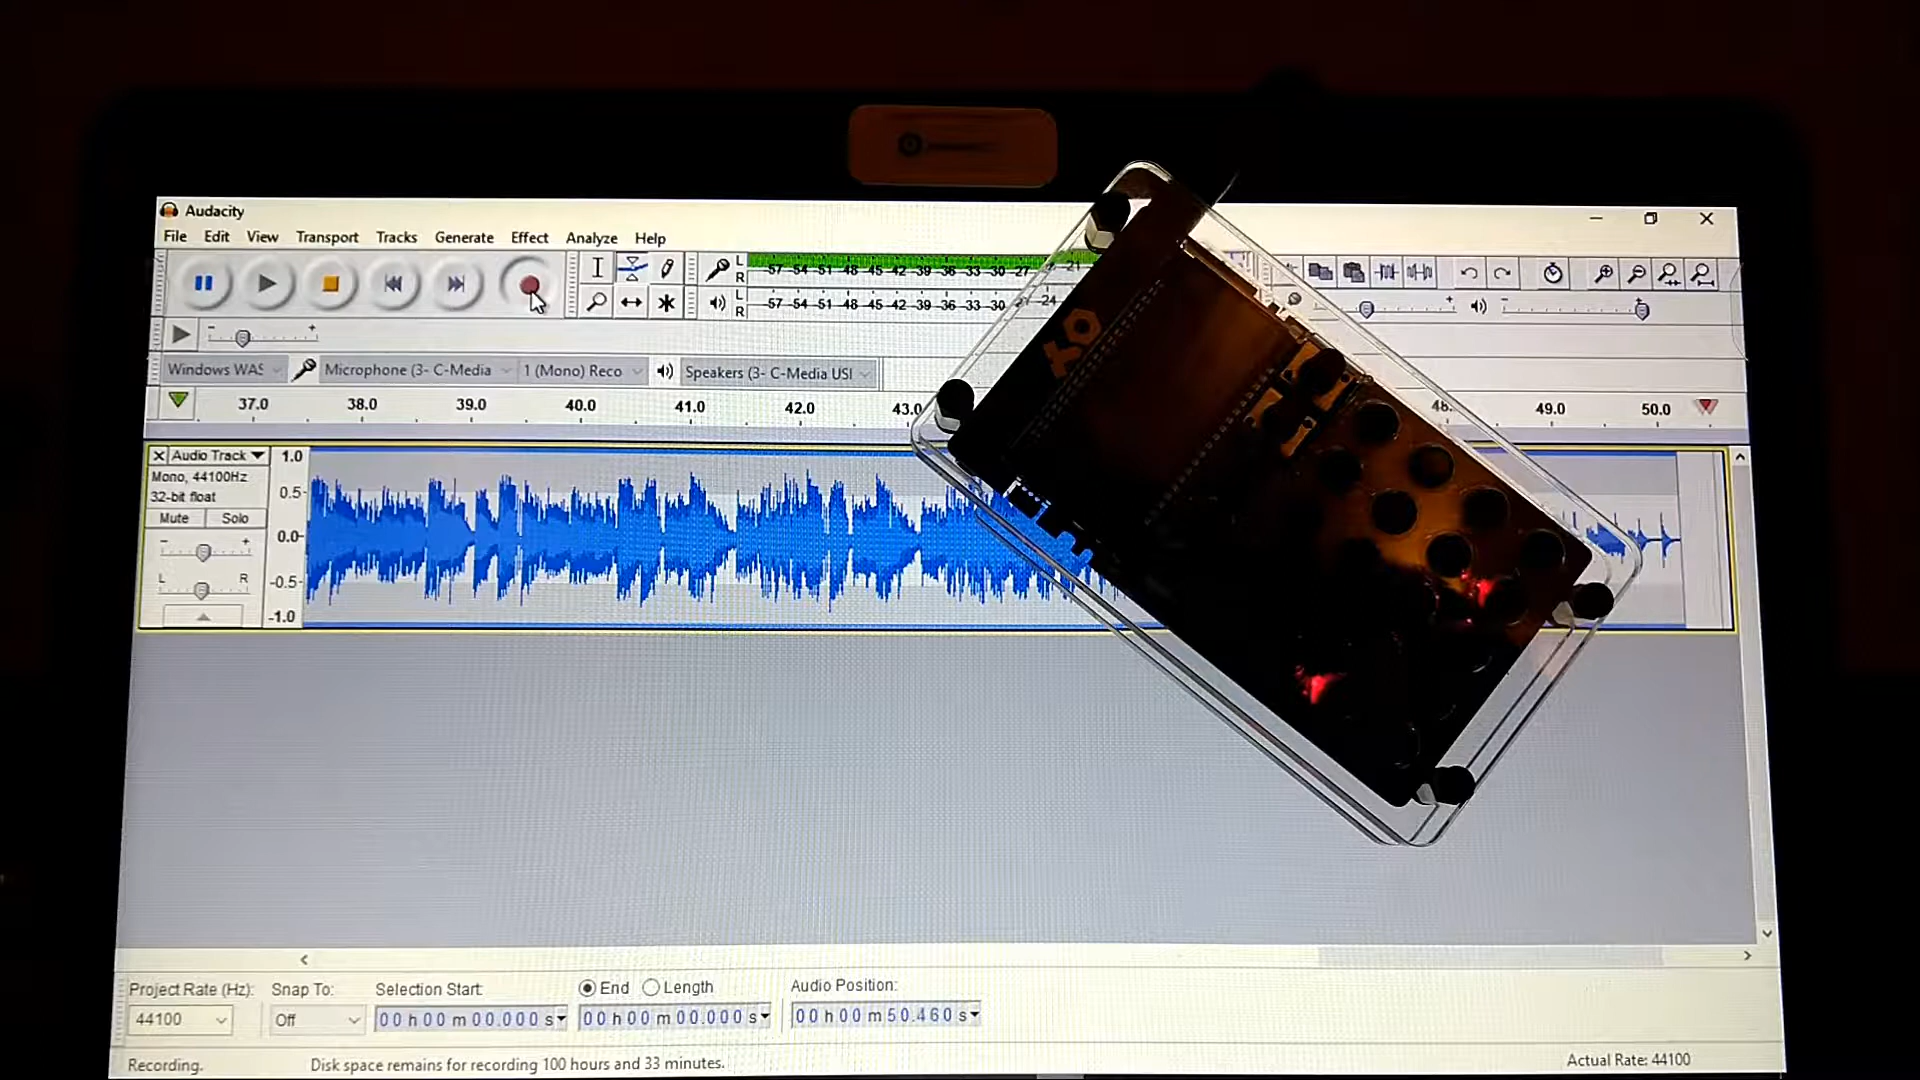 Audacity
File Edit View Transport Tracks Generate Effect Analyze Help
L
R
-57 -54 -51 -48 -45 -42 -39 -36 -33 -30 -27 -21
L
R
-57 -54 -51 -48 -45 -42 -39 -36 -33 -30 -27 -24
- +
- +
- +
Windows WAS Microphone (3- C-Media 1 (Mono) Reco Speakers (3- C-Media USI
37.0 38.0 39.0 40.0 41.0 42.0 43.0 48. 49.0 50.0
Audio Track
Mono, 44100Hz
32-bit float
Mute Solo
- +
L R
1.0
0.5-
0.0-
-0.5-
-1.0
Project Rate (Hz): Snap To: Selection Start: End Length Audio Position:
44100 Off 00 h 00 m 00.000 s 00 h 00 m 00.000 s 00 h 00 m 50.460 s
Recording. Disk space remains for recording 100 hours and 33 minutes. Actual Rate: 44100